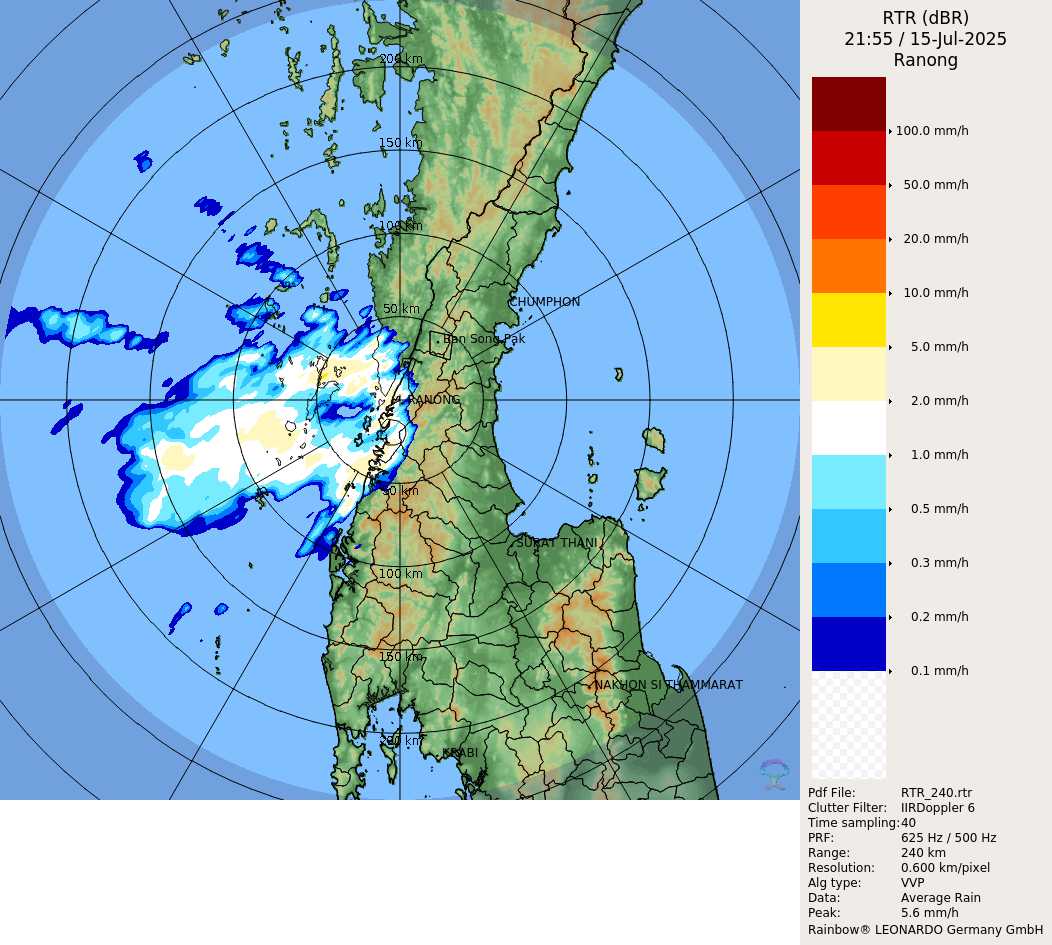 RTR (dBR)
21:55 / 15-Jul-2025
Ranong
200 km
150 km
100 km
50 km
CHUMPHON
Ban Song Pak
RANONG
50 km
SURAT THANI
100 km
150 km
NAKHON SI THAMMARAT
200 km
KRABI
100.0 mm/h
50.0 mm/h
20.0 mm/h
10.0 mm/h
5.0 mm/h
2.0 mm/h
1.0 mm/h
0.5 mm/h
0.3 mm/h
0.2 mm/h
0.1 mm/h
Pdf File: RTR_240.rtr
Clutter Filter: IIRDoppler 6
Time sampling:40
PRF: 625 Hz / 500 Hz
Range: 240 km
Resolution: 0.600 km/pixel
Alg type: VVP
Data: Average Rain
Peak: 5.6 mm/h
Rainbow® LEONARDO Germany GmbH